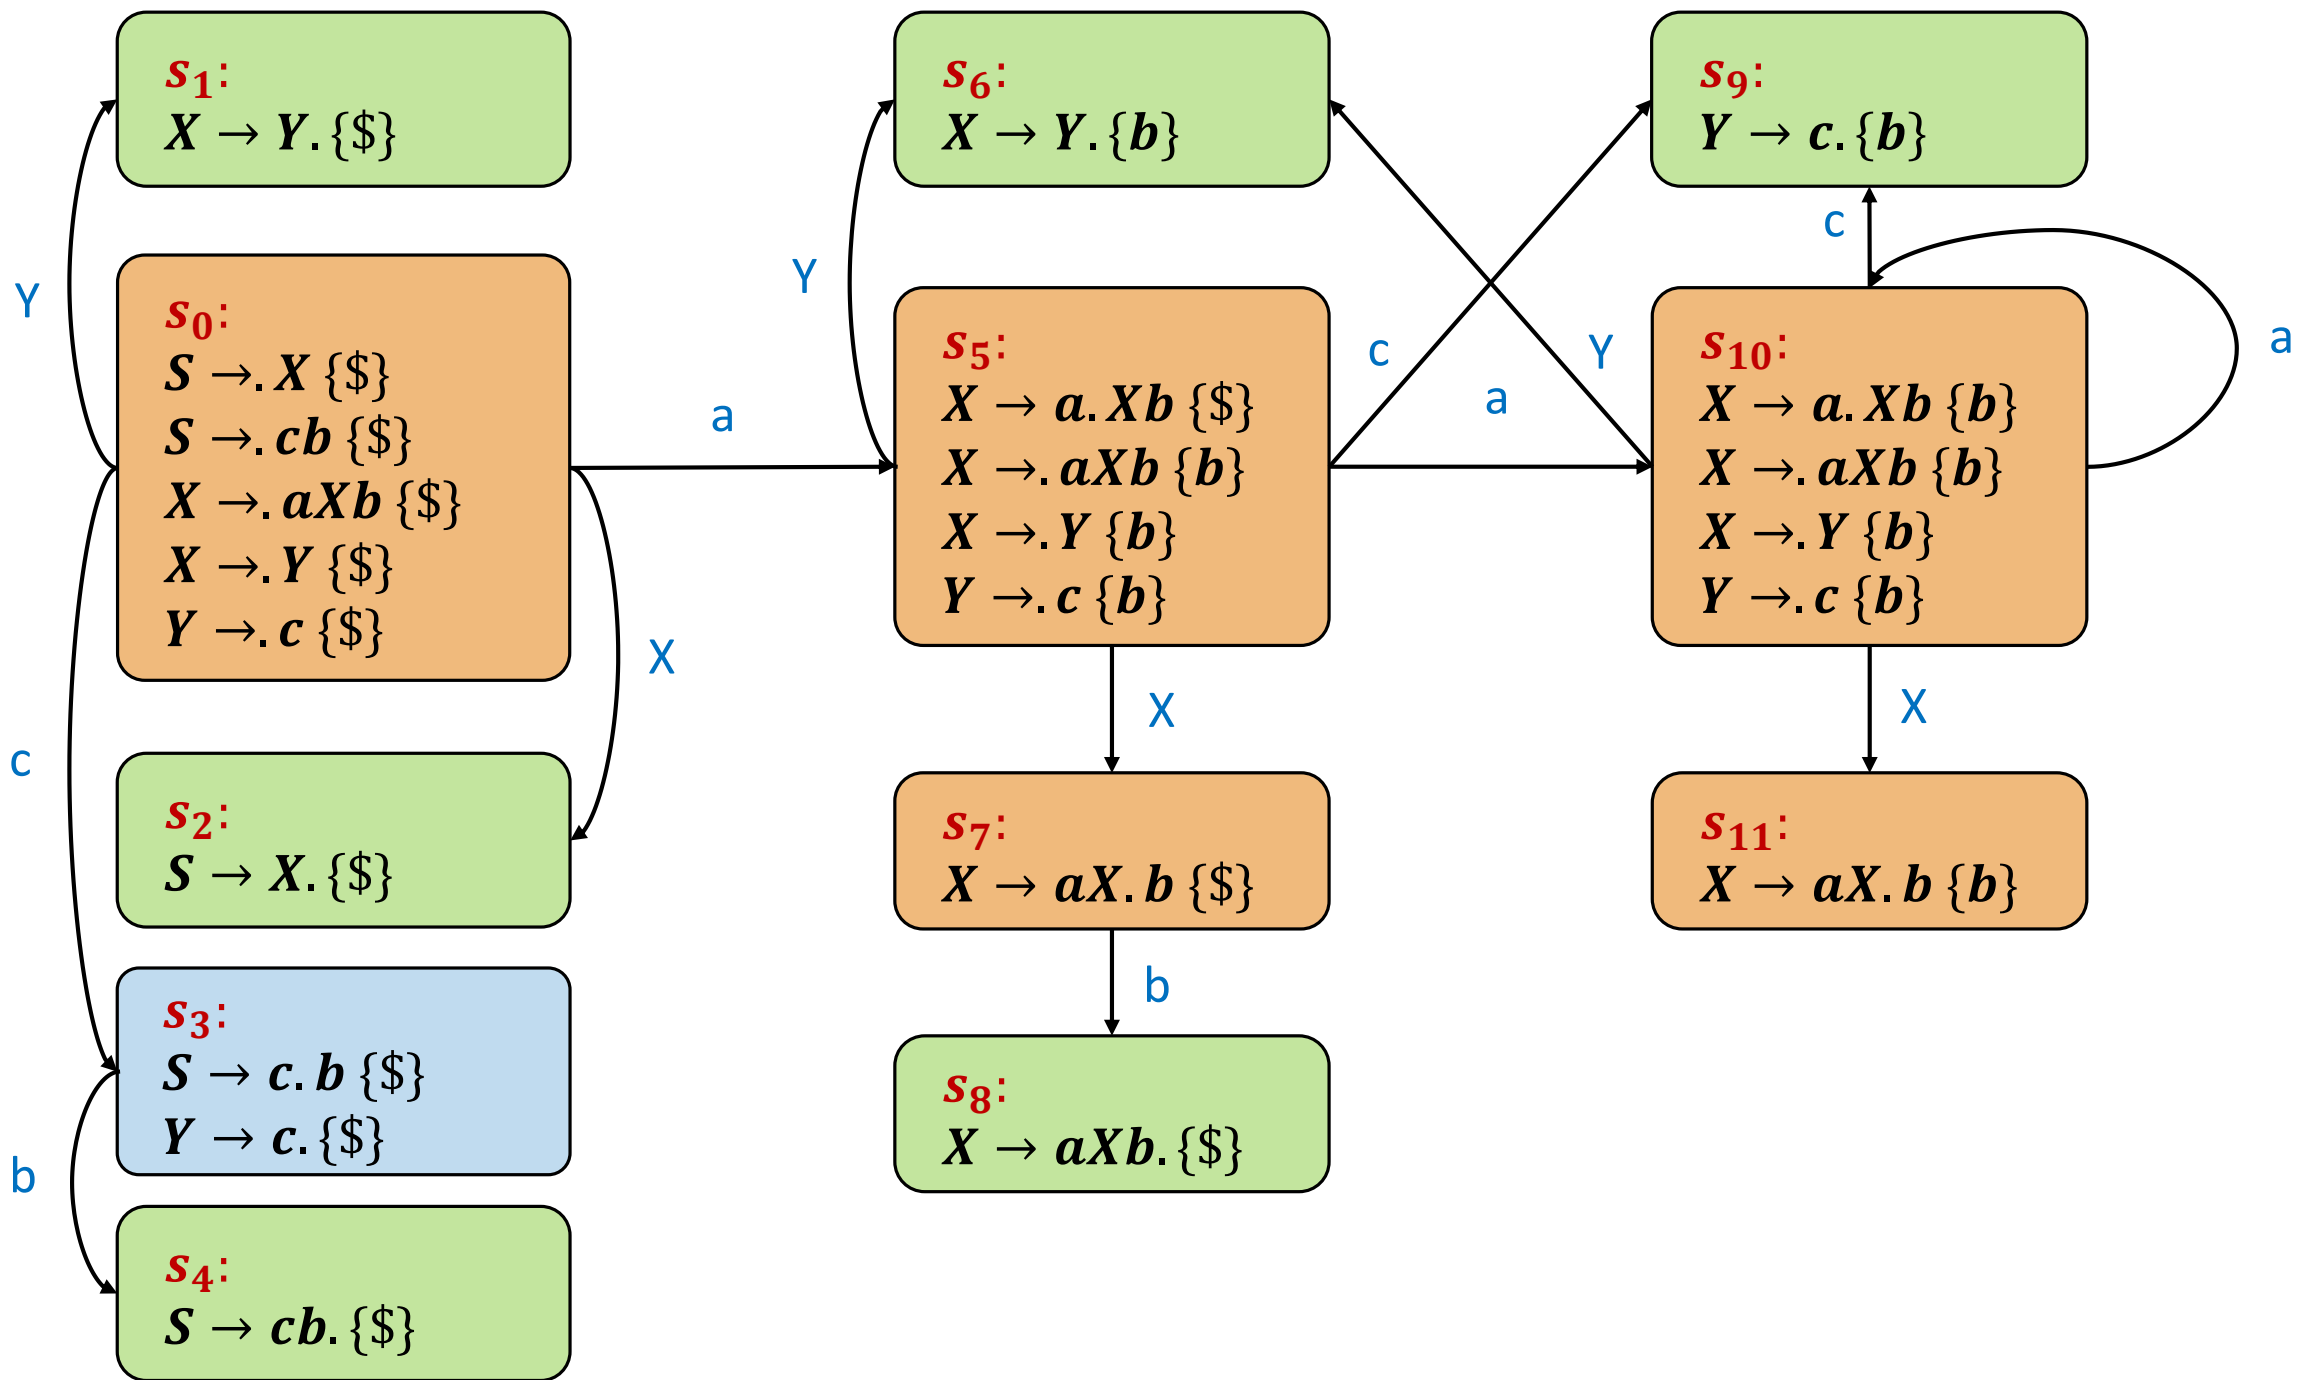 s₁:
X → Y. {$}
Y
s₀:
S →. X {$}
S →. cb {$}
X →. aXb {$}
X →. Y {$}
Y →. c {$}
a
X
c
s₂:
S → X. {$}
s₃:
S → c. b {$}
Y → c. {$}
b
s₄:
S → cb. {$}
s₆:
X → Y. {b}
Y
s₅:
X → a. Xb {$}
X →. aXb {b}
X →. Y {b}
Y →. c {b}
c
a
Y
X
s₇:
X → aX. b {$}
b
s₈:
X → aXb. {$}
s₉:
Y → c. {b}
c
a
s₁₀:
X → a. Xb {b}
X →. aXb {b}
X →. Y {b}
Y →. c {b}
X
s₁₁:
X → aX. b {b}